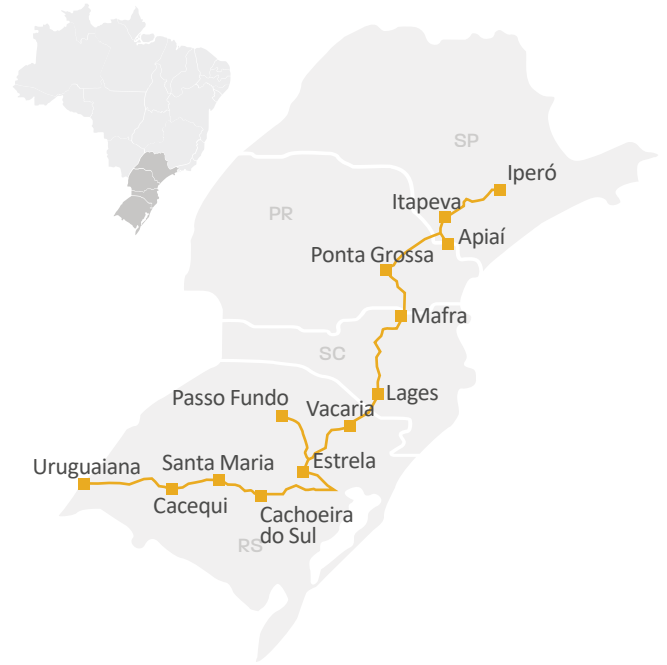 SP
Iperó
Itapeva
PR
Apiaí
Ponta Grossa
Mafra
SC
Lages
Passo Fundo
Vacaria
Estrela
Santa Maria
Uruguaiana
Cacequi
Cachoeira
do Sul
RS